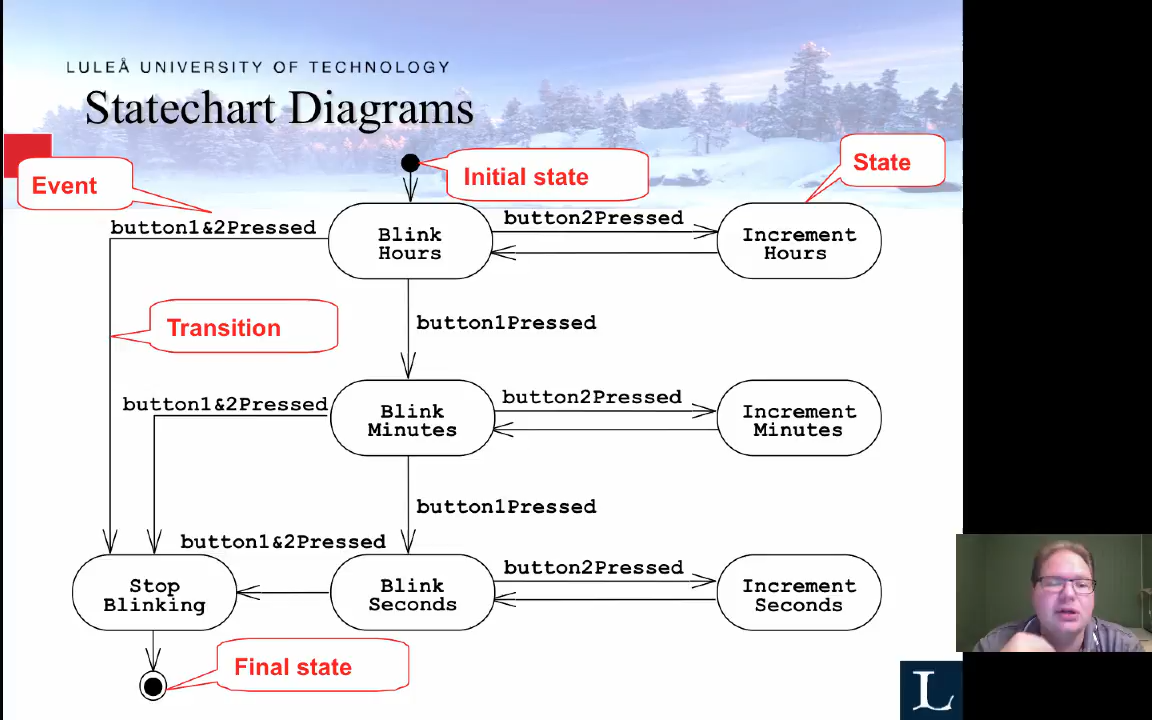 LULEÅ UNIVERSITY OF TECHNOLOGY
Statechart Diagrams
Event
Initial state
State
button1&2Pressed
Blink
Hours
button2Pressed
Increment
Hours
Transition
button1Pressed
button1&2Pressed
Blink
Minutes
button2Pressed
Increment
Minutes
button1Pressed
button1&2Pressed
Stop
Blinking
Blink
Seconds
button2Pressed
Increment
Seconds
Final state
L